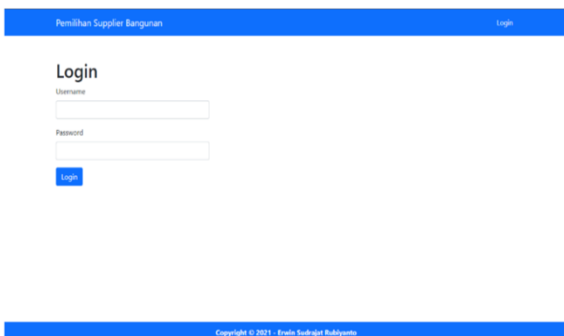 Pemilihan Supplier Bangunan Login
Login
Username
Password
Login
Copyright © 2021 - Erwin Sudrajat Rubiyanto